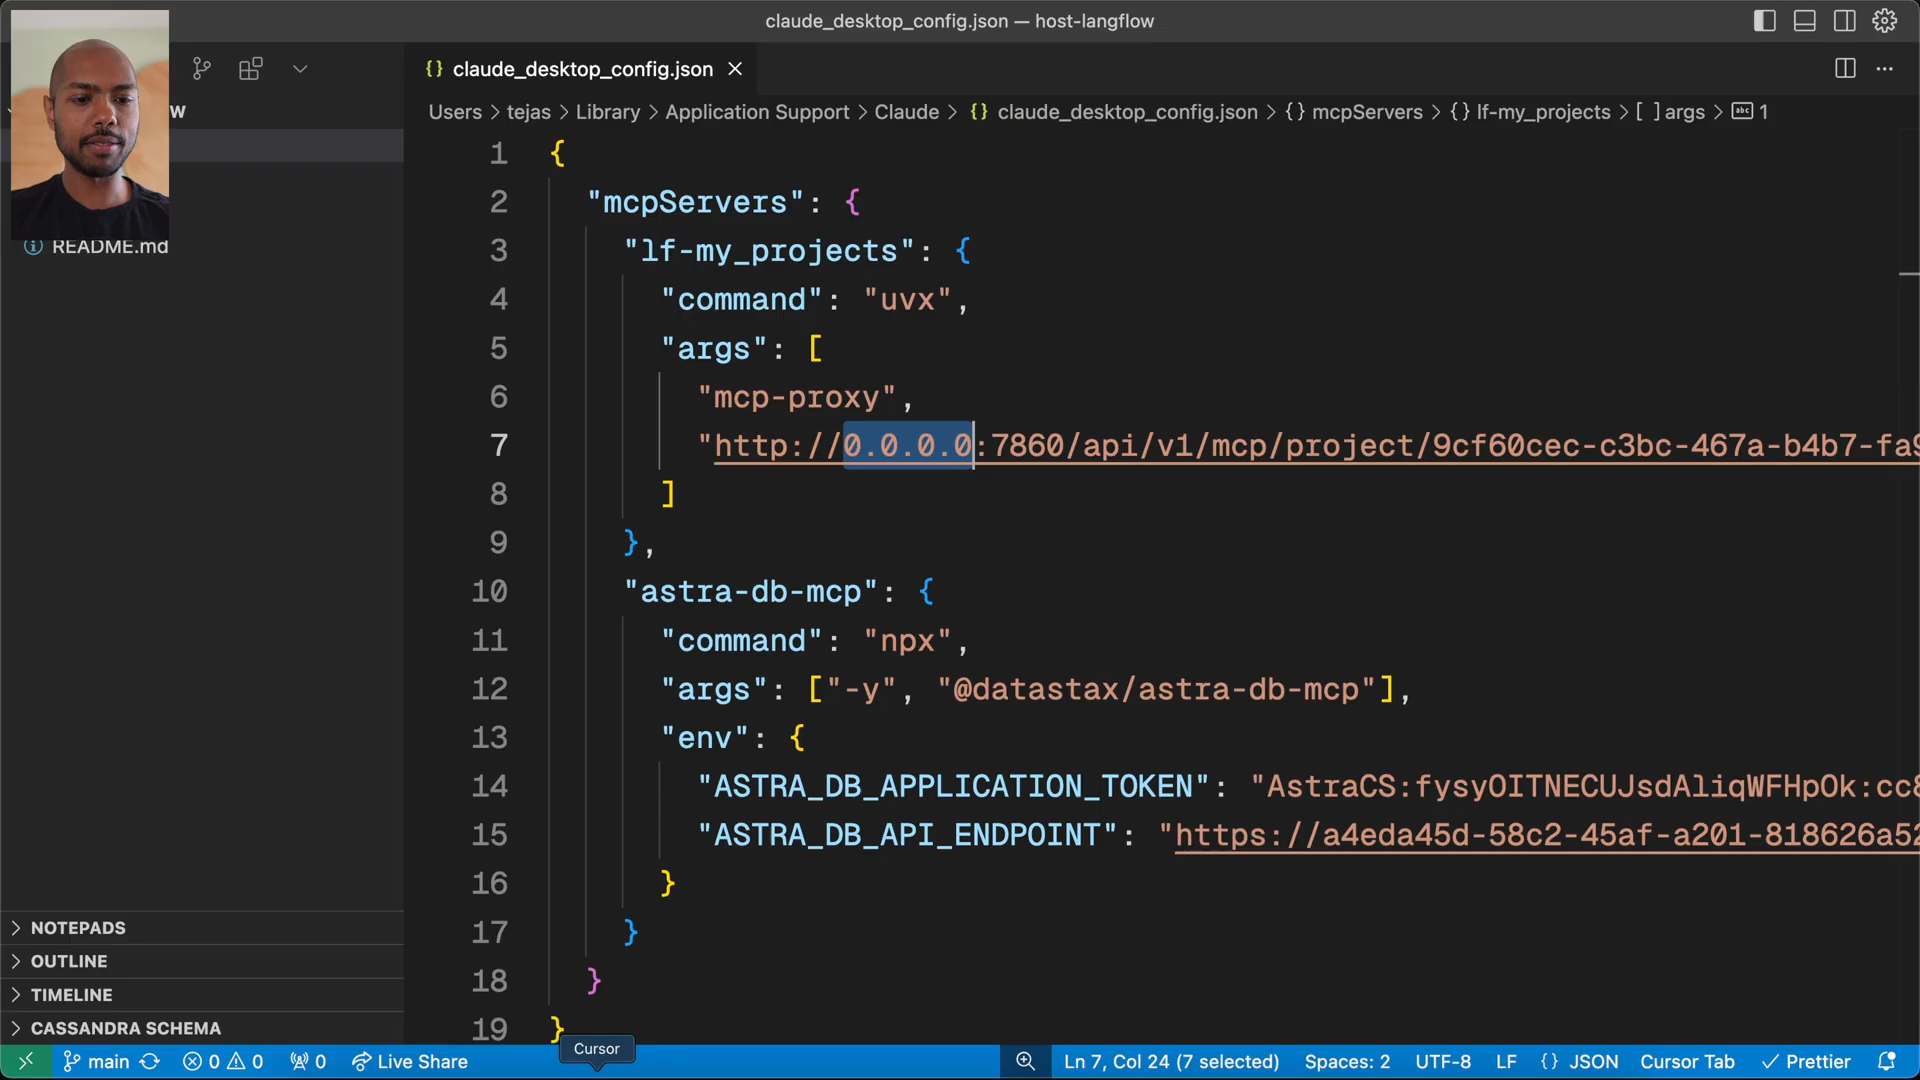 claude_desktop_config.json — host-langflow
{} claude_desktop_config.json
Users > tejas > Library > Application Support > Claude > {} claude_desktop_config.json > {} mcpServers > {} lf-my_projects > [ ] args > abc 1
README.md
1 {
2 "mcpServers": {
3 "lf-my_projects": {
4 "command": "uvx",
5 "args": [
6 "mcp-proxy",
7 "http://0.0.0.0:7860/api/v1/mcp/project/9cf60cec-c3bc-467a-b4b7-fa9
8 ]
9 },
10 "astra-db-mcp": {
11 "command": "npx",
12 "args": ["-y", "@datastax/astra-db-mcp"],
13 "env": {
14 "ASTRA_DB_APPLICATION_TOKEN": "AstraCS:fysyOITNECUJsdAliqWFHpOk:cc8
15 "ASTRA_DB_API_ENDPOINT": "https://a4eda45d-58c2-45af-a201-818626a52
16 }
17 }
18 }
19 }
NOTEPADS
OUTLINE
TIMELINE
CASSANDRA SCHEMA
Cursor
main 0 0 0 Live Share Ln 7, Col 24 (7 selected) Spaces: 2 UTF-8 LF {} JSON Cursor Tab Prettier